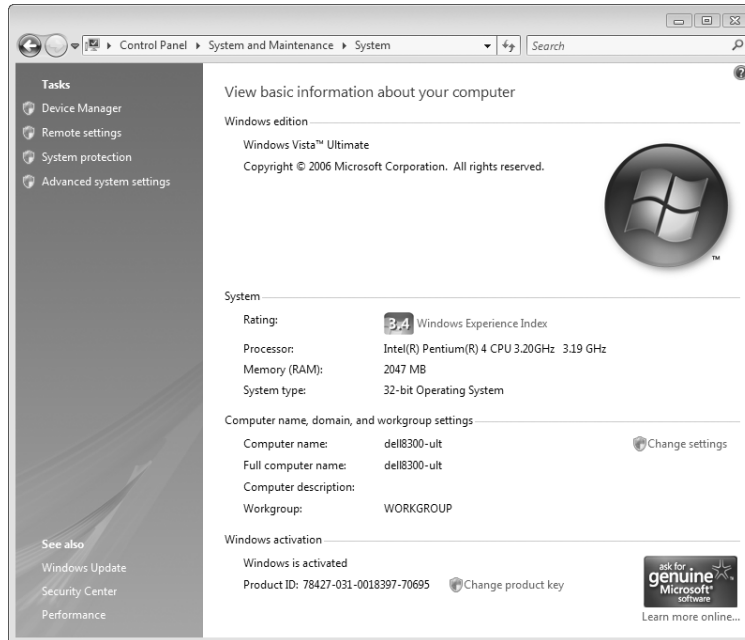 Control Panel ▸ System and Maintenance ▸ System
Search
Tasks
Device Manager
Remote settings
System protection
Advanced system settings
See also
Windows Update
Security Center
Performance
View basic information about your computer
Windows edition
Windows Vista™ Ultimate
Copyright © 2006 Microsoft Corporation. All rights reserved.
TM
System
Rating: 3.4 Windows Experience Index
Processor: Intel(R) Pentium(R) 4 CPU 3.20GHz 3.19 GHz
Memory (RAM): 2047 MB
System type: 32-bit Operating System
Computer name, domain, and workgroup settings
Computer name: dell8300-ult Change settings
Full computer name: dell8300-ult
Computer description:
Workgroup: WORKGROUP
Windows activation
Windows is activated
Product ID: 78427-031-0018397-70695 Change product key
ask for
genuine
Microsoft®
software
Learn more online...